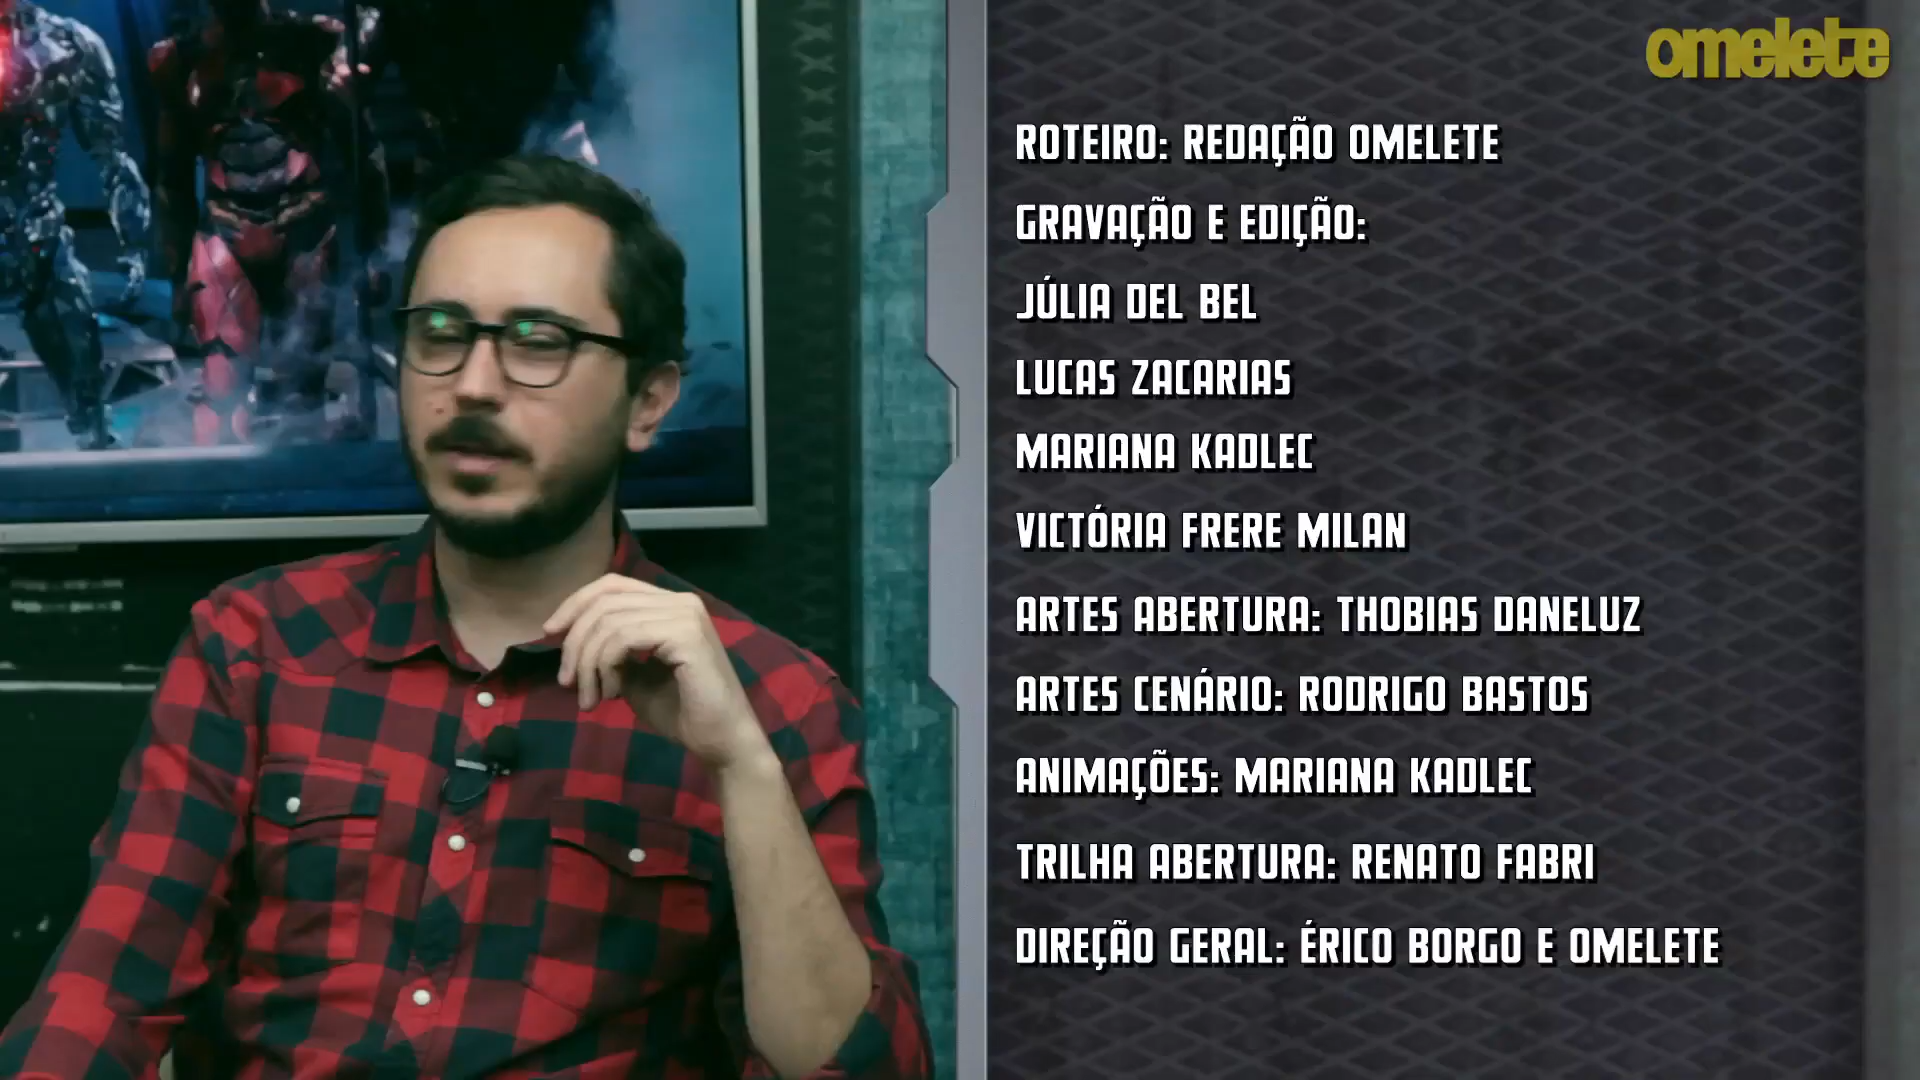 omelete
ROTEIRO: REDAÇÃO OMELETE
GRAVAÇÃO E EDIÇÃO:
JÚLIA DEL BEL
LUCAS ZACARIAS
MARIANA KADLEC
VICTÓRIA FRERE MILAN
ARTES ABERTURA: THOBIAS DANELUZ
ARTES CENÁRIO: RODRIGO BASTOS
ANIMAÇÕES: MARIANA KADLEC
TRILHA ABERTURA: RENATO FABRI
DIREÇÃO GERAL: ÉRICO BORGO E OMELETE